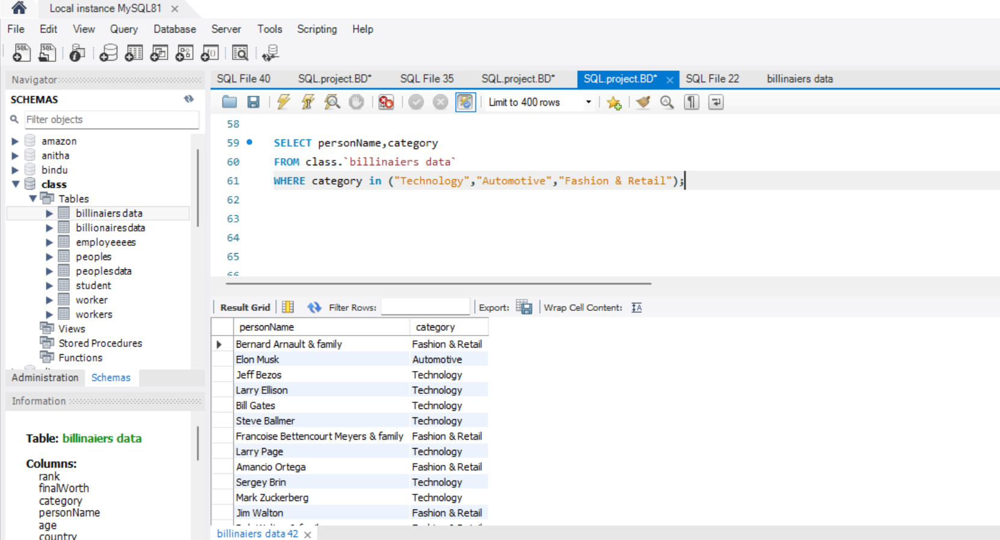 Local instance MySQL81
File Edit View Query Database Server Tools Scripting Help
Navigator
SCHEMAS
Filter objects
amazon
anitha
bindu
class
Tables
billinaiers data
billionairesdata
employeeees
peoples
peoplesdata
student
worker
workers
Views
Stored Procedures
Functions
Administration Schemas
Information
Table: billinaiers data
Columns:
rank
finalWorth
category
personName
age
country
SQL File 40 SQL.project.BD* SQL File 35 SQL.project.BD* SQL.project.BD* SQL File 22 billinaiers data
Limit to 400 rows
58
59 SELECT personName,category
60 FROM class.`billinaiers data`
61 WHERE category in ("Technology","Automotive","Fashion & Retail");
62
63
64
65
66
Result Grid Filter Rows: Export: Wrap Cell Content:
personName category
Bernard Arnault & family Fashion & Retail
Elon Musk Automotive
Jeff Bezos Technology
Larry Ellison Technology
Bill Gates Technology
Steve Ballmer Technology
Francoise Bettencourt Meyers & family Fashion & Retail
Larry Page Technology
Amancio Ortega Fashion & Retail
Sergey Brin Technology
Mark Zuckerberg Technology
Jim Walton Fashion & Retail
billinaiers data 42